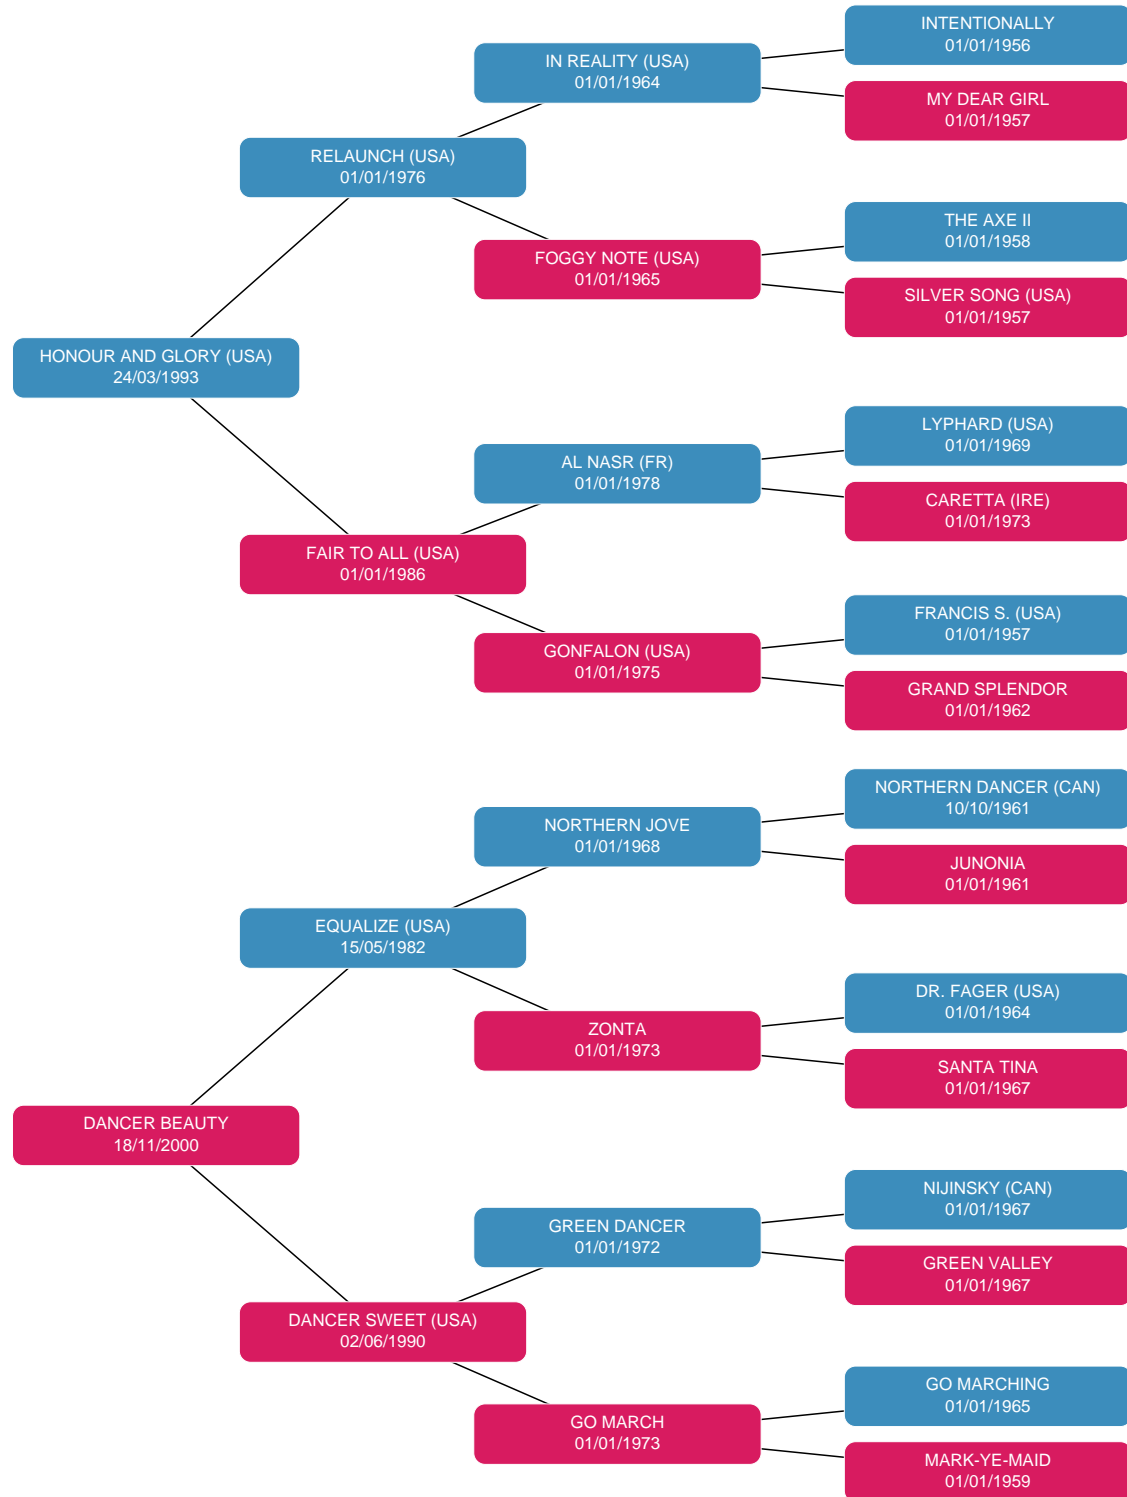 INTENTIONALLY
01/01/1956
IN REALITY (USA)
01/01/1964
MY DEAR GIRL
01/01/1957
RELAUNCH (USA)
01/01/1976
THE AXE II
01/01/1958
FOGGY NOTE (USA)
01/01/1965
SILVER SONG (USA)
01/01/1957
HONOUR AND GLORY (USA)
24/03/1993
LYPHARD (USA)
01/01/1969
AL NASR (FR)
01/01/1978
CARETTA (IRE)
01/01/1973
FAIR TO ALL (USA)
01/01/1986
FRANCIS S. (USA)
01/01/1957
GONFALON (USA)
01/01/1975
GRAND SPLENDOR
01/01/1962
NORTHERN DANCER (CAN)
10/10/1961
NORTHERN JOVE
01/01/1968
JUNONIA
01/01/1961
EQUALIZE (USA)
15/05/1982
DR. FAGER (USA)
01/01/1964
ZONTA
01/01/1973
SANTA TINA
01/01/1967
DANCER BEAUTY
18/11/2000
NIJINSKY (CAN)
01/01/1967
GREEN DANCER
01/01/1972
GREEN VALLEY
01/01/1967
DANCER SWEET (USA)
02/06/1990
GO MARCHING
01/01/1965
GO MARCH
01/01/1973
MARK-YE-MAID
01/01/1959